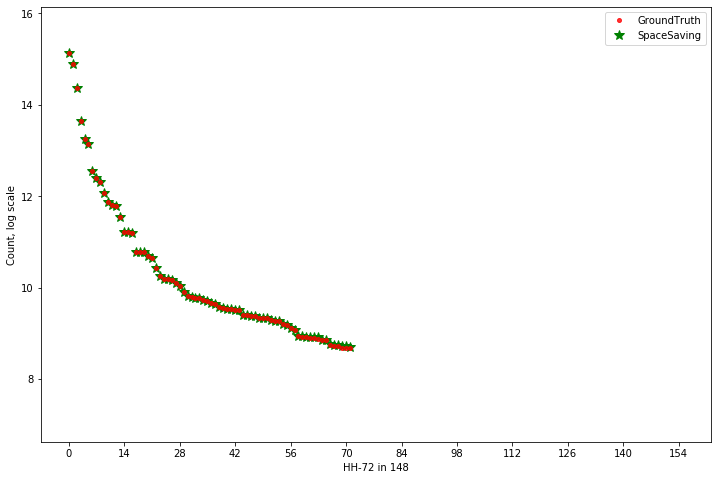 GroundTruth
SpaceSaving
Count, log scale
16
14
12
10
8
0 14 28 42 56 70 84 98 112 126 140 154
HH-72 in 148